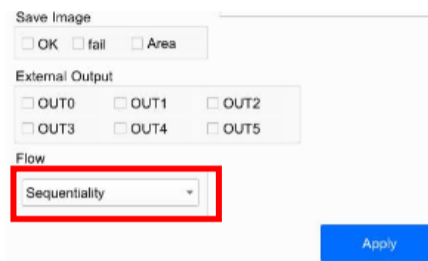 Save Image
OK fail Area
External Output
OUT0 OUT1 OUT2
OUT3 OUT4 OUT5
Flow
Sequentiality
Apply